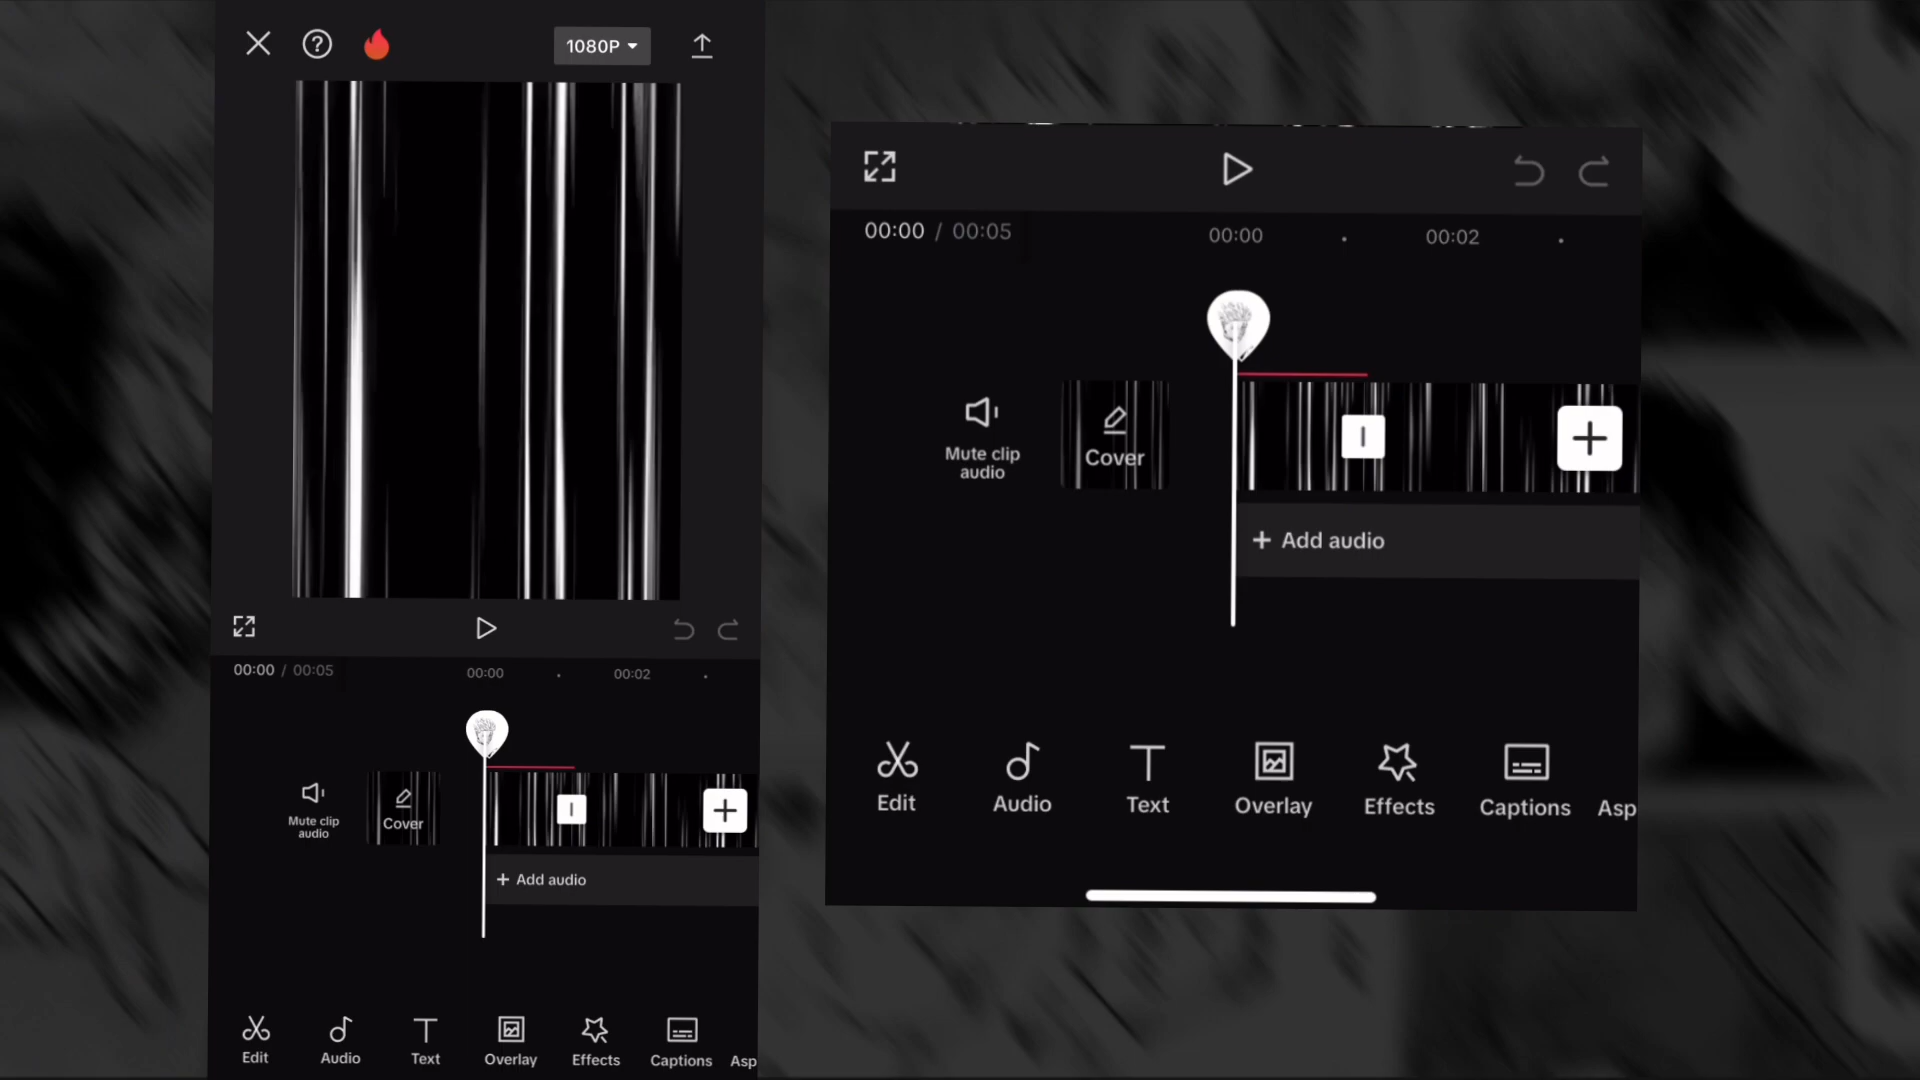 1080P
00:00 / 00:05
00:00
00:02
Mute clip
audio
Cover
+ Add audio
Edit
Audio
Text
Overlay
Effects
Captions
Asp
00:00 / 00:05
00:00
00:02
Mute clip
audio
Cover
+ Add audio
Edit
Audio
Text
Overlay
Effects
Captions
Asp